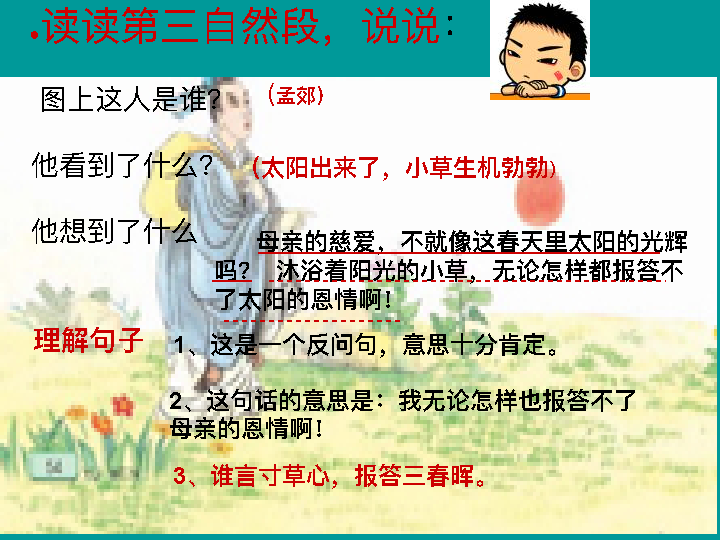 ●读读第三自然段，说说：
图上这人是谁？ （孟郊）
他看到了什么？ （太阳出来了，小草生机勃勃）
他想到了什么 母亲的慈爱，不就像这春天里太阳的光辉
吗？ 沐浴着阳光的小草，无论怎样都报答不
了太阳的恩情啊！
理解句子 1、这是一个反问句，意思十分肯定。
2、这句话的意思是：我无论怎样也报答不了
母亲的恩情啊！
3、谁言寸草心，报答三春晖。